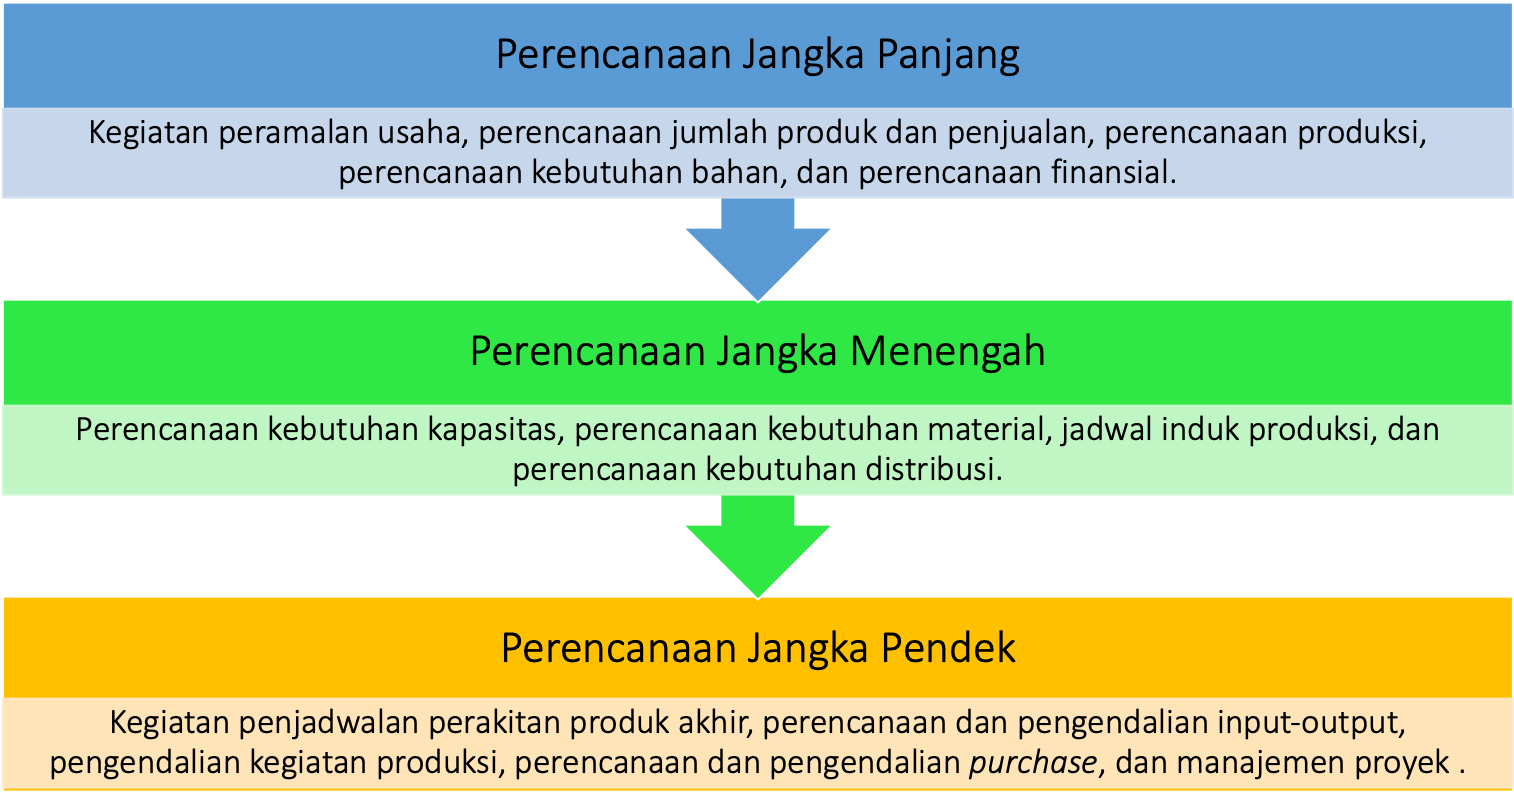 Perencanaan Jangka Panjang
Kegiatan peramalan usaha, perencanaan jumlah produk dan penjualan, perencanaan produksi,
perencanaan kebutuhan bahan, dan perencanaan finansial.
Perencanaan Jangka Menengah
Perencanaan kebutuhan kapasitas, perencanaan kebutuhan material, jadwal induk produksi, dan
perencanaan kebutuhan distribusi.
Perencanaan Jangka Pendek
Kegiatan penjadwalan perakitan produk akhir, perencanaan dan pengendalian input-output,
pengendalian kegiatan produksi, perencanaan dan pengendalian purchase, dan manajemen proyek .